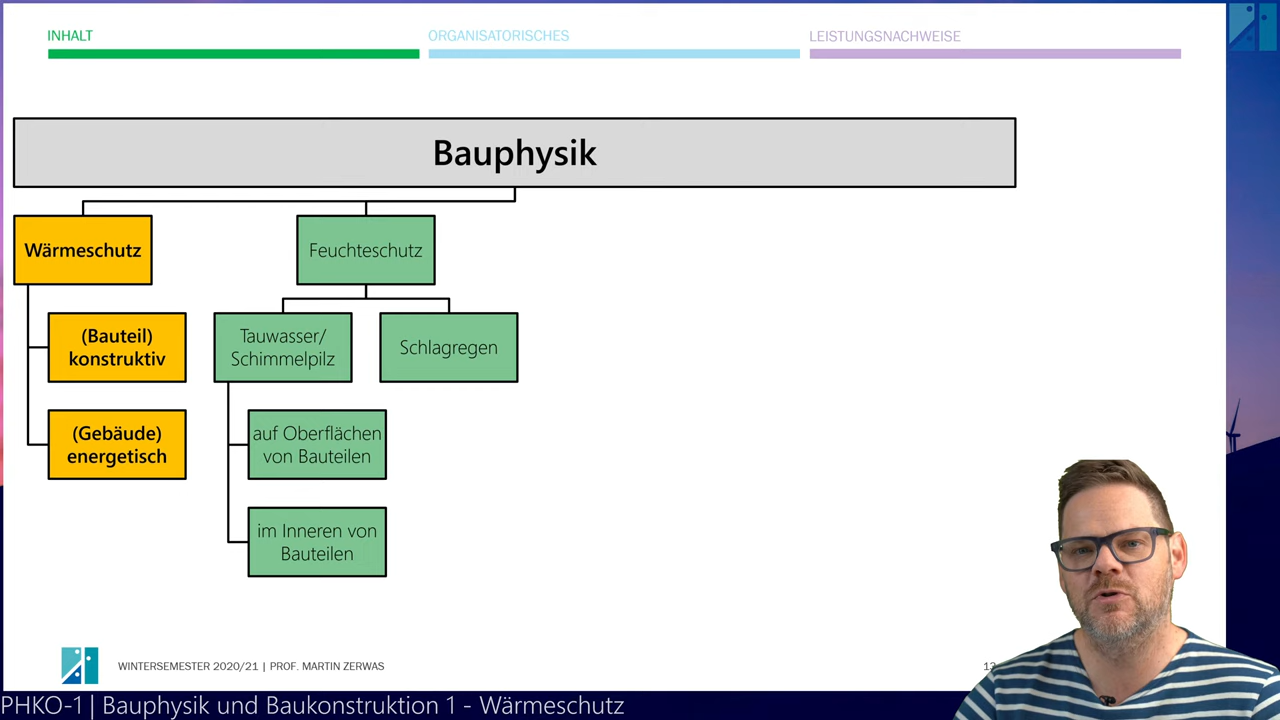 INHALT
ORGANISATORISCHES
LEISTUNGSNACHWEISE
Bauphysik
Wärmeschutz
Feuchteschutz
(Bauteil)
konstruktiv
Tauwasser/
Schimmelpilz
Schlagregen
(Gebäude)
energetisch
auf Oberflächen
von Bauteilen
im Inneren von
Bauteilen
WINTERSEMESTER 2020/21 | PROF. MARTIN ZERWAS
PHKO-1 | Bauphysik und Baukonstruktion 1 - Wärmeschutz